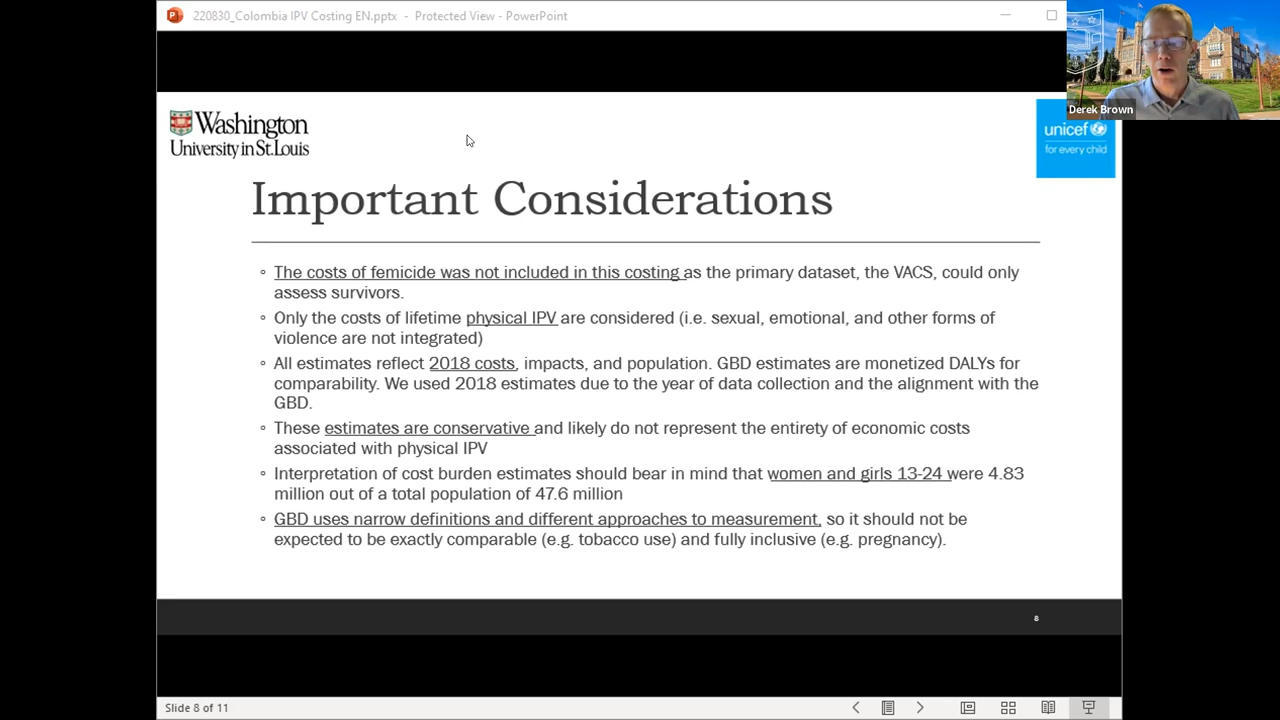 220830_Colombia IPV Costing EN.pptx - Protected View - PowerPoint
Derek Brown
Washington
University in St.Louis
unicef
for every child
Important Considerations
◦ The costs of femicide was not included in this costing as the primary dataset, the VACS, could only
assess survivors.
◦ Only the costs of lifetime physical IPV are considered (i.e. sexual, emotional, and other forms of
violence are not integrated)
◦ All estimates reflect 2018 costs, impacts, and population. GBD estimates are monetized DALYs for
comparability. We used 2018 estimates due to the year of data collection and the alignment with the
GBD.
◦ These estimates are conservative and likely do not represent the entirety of economic costs
associated with physical IPV
◦ Interpretation of cost burden estimates should bear in mind that women and girls 13-24 were 4.83
million out of a total population of 47.6 million
◦ GBD uses narrow definitions and different approaches to measurement, so it should not be
expected to be exactly comparable (e.g. tobacco use) and fully inclusive (e.g. pregnancy).
8
Slide 8 of 11